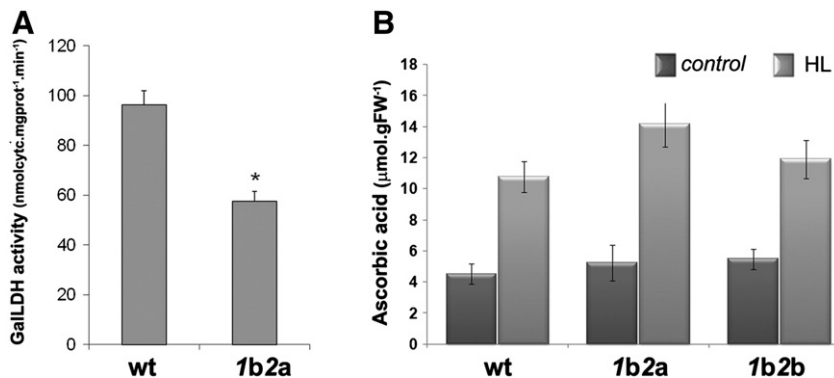 A
GalLDH activity (nmolcytc.mgprot⁻¹.min⁻¹)
120
100
80
60
40
20
0
*
wt
1b2a
B
control
HL
Ascorbic acid (µmol.gFW⁻¹)
18
16
14
12
10
8
6
4
2
0
wt
1b2a
1b2b